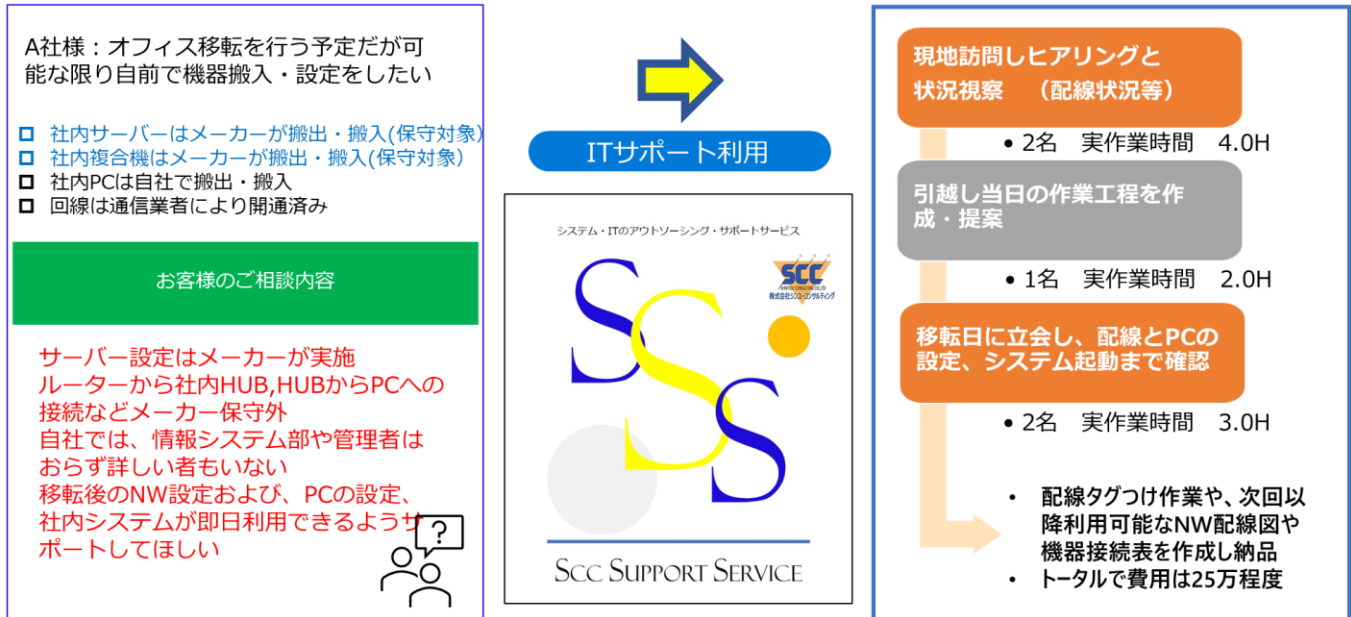 A社様：オフィス移転を行う予定だが可
能な限り自前で機器搬入・設定をしたい
社内サーバーはメーカーが搬出・搬入(保守対象)
社内複合機はメーカーが搬出・搬入(保守対象)
社内PCは自社で搬出・搬入
回線は通信業者により開通済み
お客様のご相談内容
サーバー設定はメーカーが実施
ルーターから社内HUB,HUBからPCへの
接続などメーカー保守外
自社では、情報システム部や管理者は
おらず詳しい者もいない
移転後のNW設定および、PCの設定、
社内システムが即日利用できるようサ
ポートしてほしい
?
ITサポート利用
システム・ITのアウトソーシング・サポートサービス
SCC
株式会社シンユーコンサルティング
SSS
SCC SUPPORT SERVICE
現地訪問しヒアリングと
状況視察　（配線状況等）
• 2名　実作業時間　4.0H
引越し当日の作業工程を作
成・提案
• 1名　実作業時間　2.0H
移転日に立会し、配線とPCの
設定、システム起動まで確認
• 2名　実作業時間　3.0H
• 配線タグつけ作業や、次回以
降利用可能なNW配線図や
機器接続表を作成し納品
• トータルで費用は25万程度